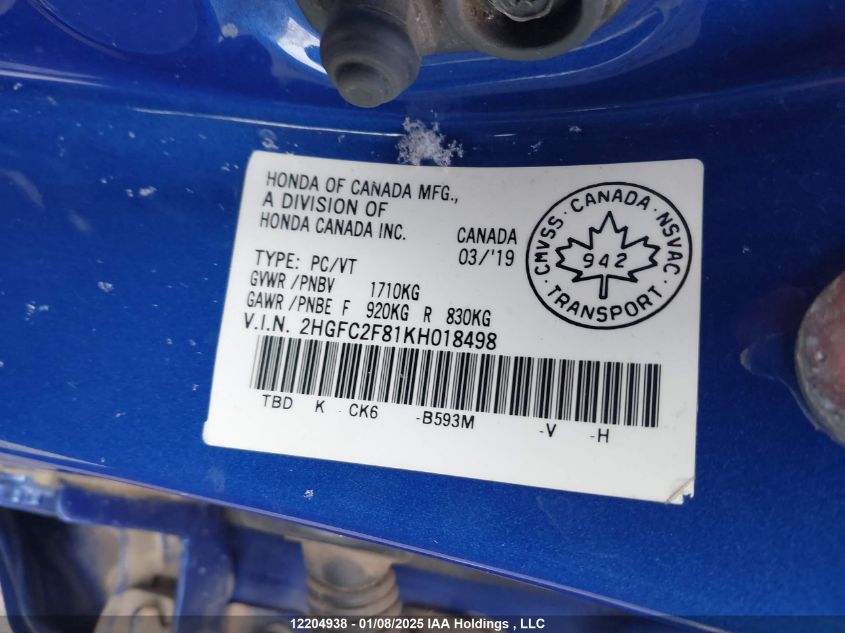 HONDA OF CANADA MFG.,
A DIVISION OF
HONDA CANADA INC.
CANADA
03/'19
TYPE: PC/VT
GVWR /PNBV 1710KG
GAWR /PNBE F 920KG R 830KG
V.I.N. 2HGFC2F81KH018498
TBD K CK6 -B593M -V -H
CMVSS · CANADA · NSVAC
942
· TRANSPORT ·
12204938 - 01/08/2025 IAA Holdings , LLC